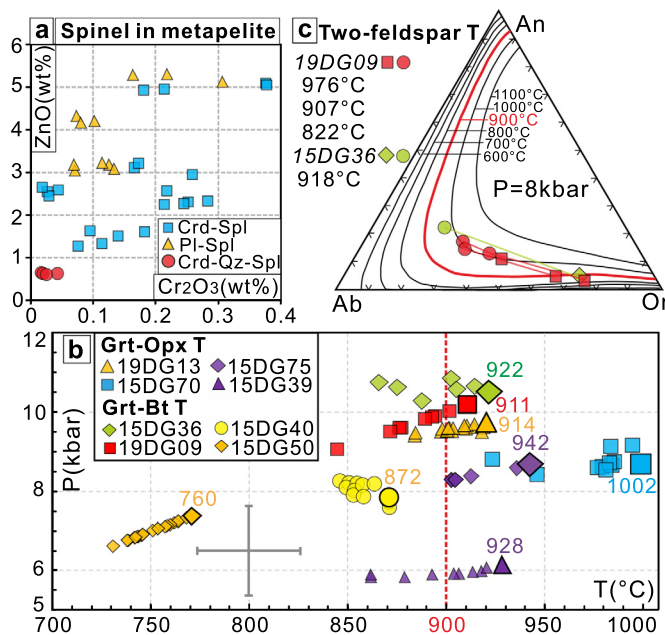 a Spinel in metapelite
ZnO(wt%)
6
5
4
3
2
1
0
Crd-Spl
Pl-Spl
Crd-Qz-Spl
Cr2O3(wt%)
0.1 0.2 0.3 0.4
c Two-feldspar T
An
19DG09
976°C
907°C
822°C
15DG36
918°C
1100°C
1000°C
900°C
800°C
700°C
600°C
P=8kbar
Ab
Or
b
P(kbar)
12
10
8
6
4
2
0
Grt-Opx T
19DG13 15DG75
15DG70 15DG39
Grt-Bt T
15DG36 15DG40
19DG09 15DG50
922
911
914
942
1002
872
760
928
T(°C)
700 750 800 850 900 950 1000